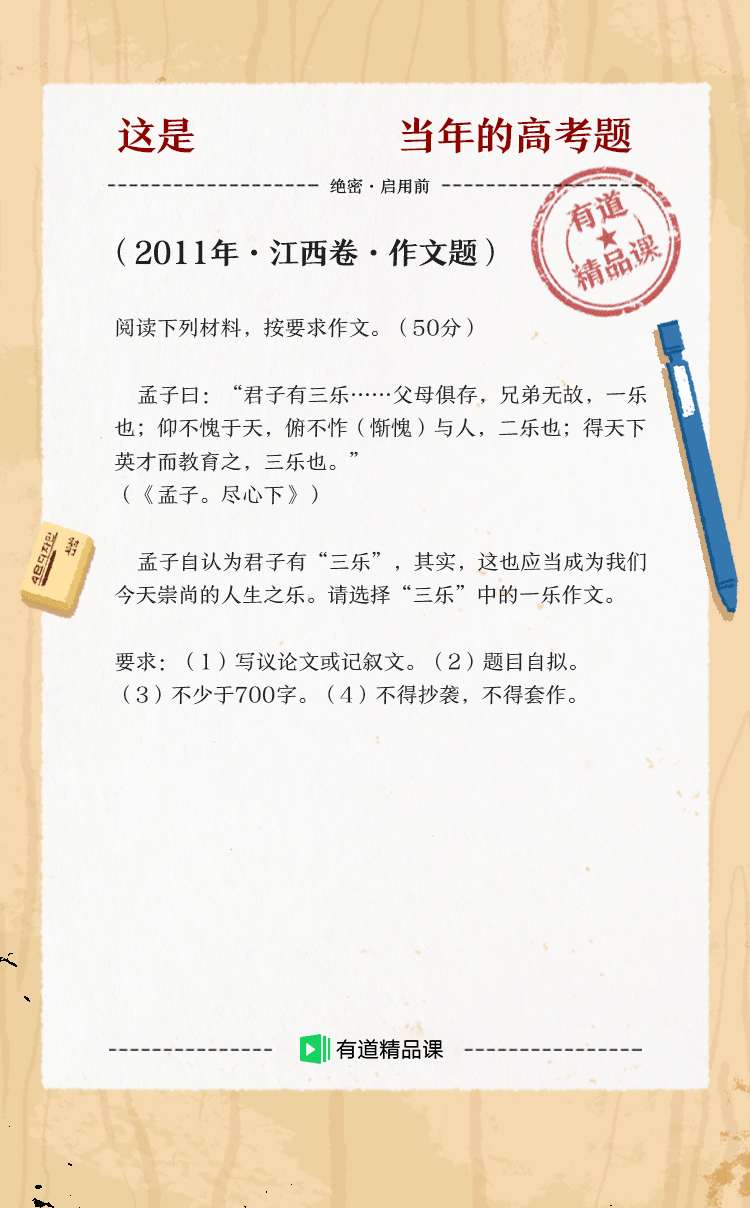 这是 当年的高考题
绝密·启用前
有道
精品课
（2011年·江西卷·作文题）
阅读下列材料，按要求作文。（50分）
孟子曰：“君子有三乐……父母俱存，兄弟无故，一乐
也；仰不愧于天，俯不怍（惭愧）与人，二乐也；得天下
英才而教育之，三乐也。”
（《孟子。尽心下》）
孟子自认为君子有“三乐”，其实，这也应当成为我们
今天崇尚的人生之乐。请选择“三乐”中的一乐作文。
要求：（1）写议论文或记叙文。（2）题目自拟。
（3）不少于700字。（4）不得抄袭，不得套作。
有道精品课